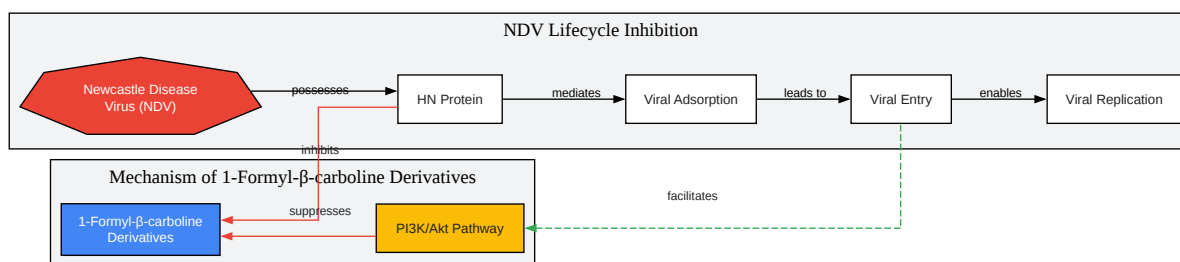 NDV Lifecycle Inhibition
Newcastle Disease
Virus (NDV)
possesses
HN Protein
mediates
Viral Adsorption
leads to
Viral Entry
enables
Viral Replication
inhibits
Mechanism of 1-Formyl-β-carboline Derivatives
facilitates
1-Formyl-β-carboline
Derivatives
suppresses
PI3K/Akt Pathway